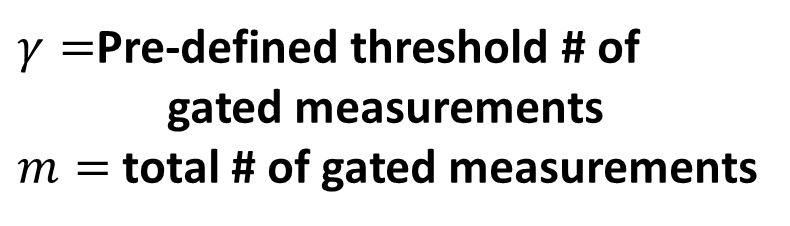 γ =Pre-defined threshold # of
gated measurements
m = total # of gated measurements